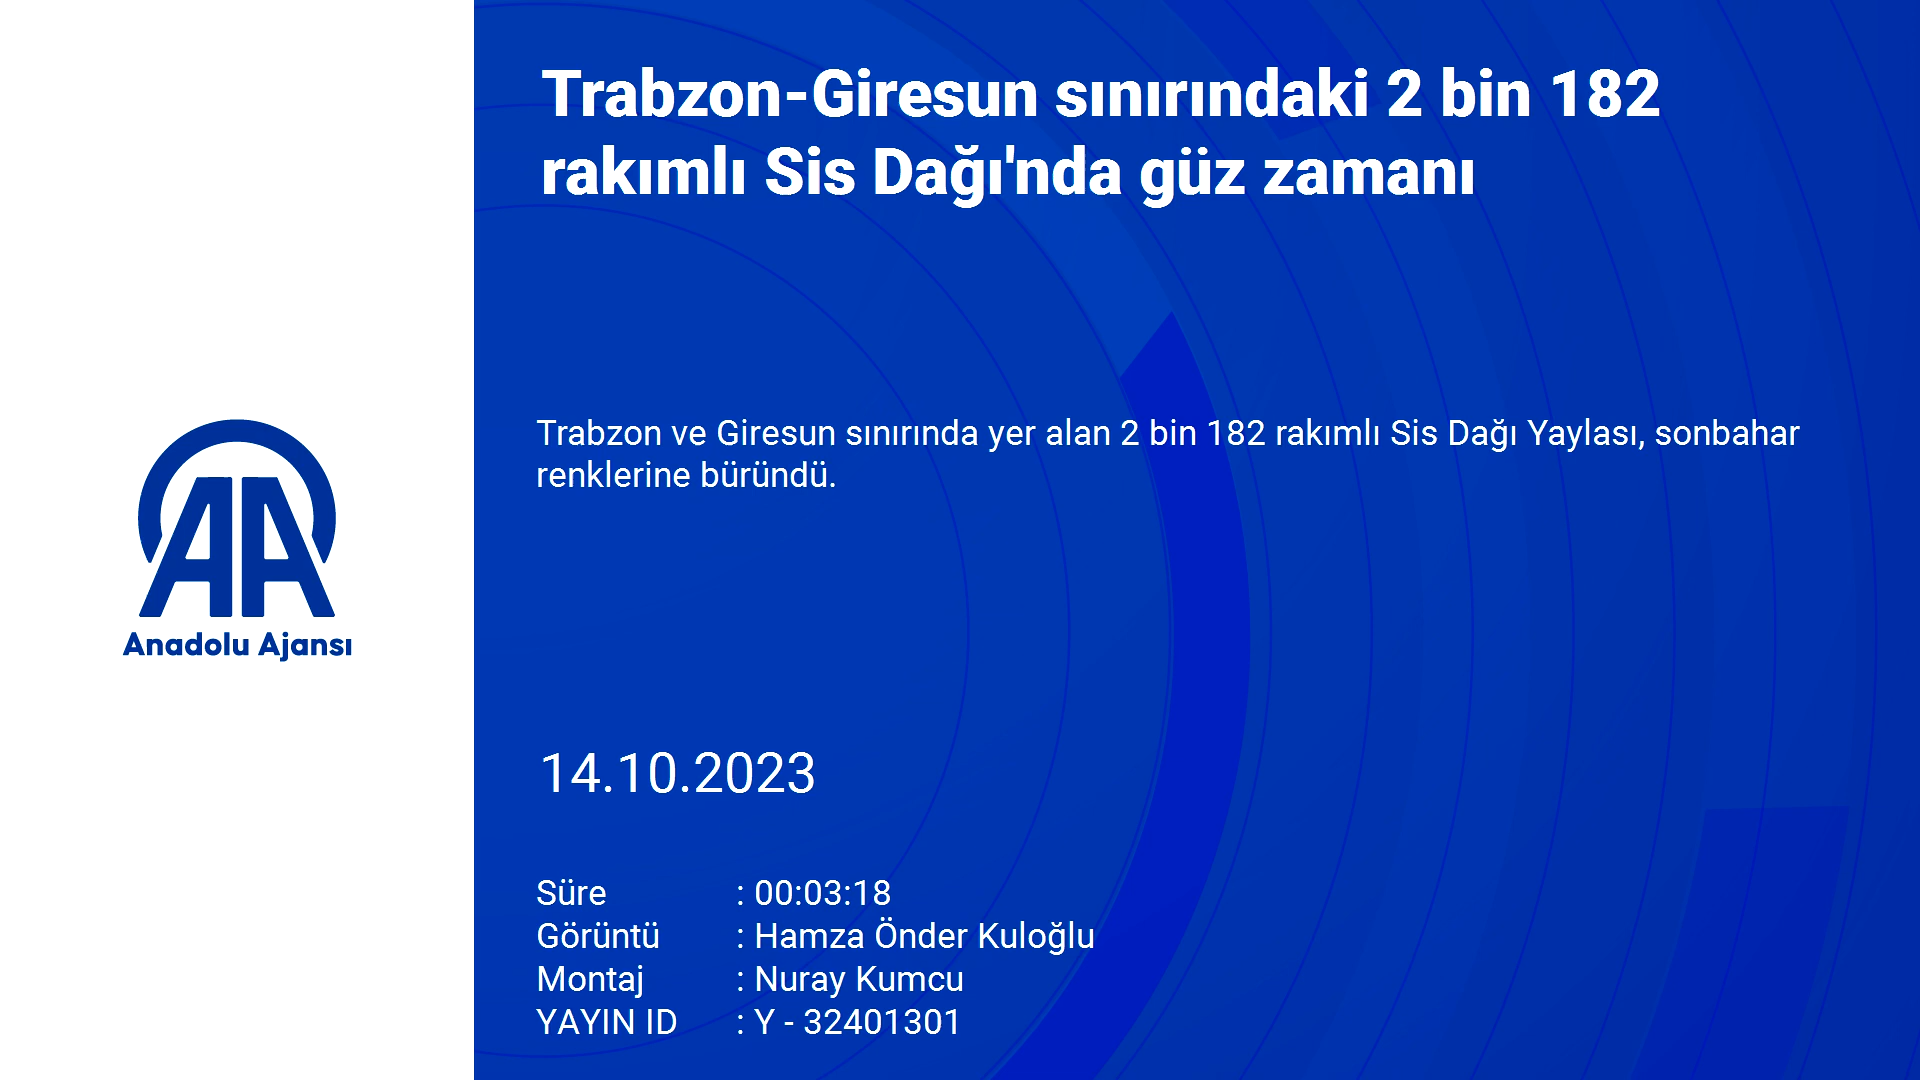 Trabzon-Giresun sınırındaki 2 bin 182
rakımlı Sis Dağı'nda güz zamanı
Trabzon ve Giresun sınırında yer alan 2 bin 182 rakımlı Sis Dağı Yaylası, sonbahar
renklerine büründü.
AA
Anadolu Ajansı
14.10.2023
Süre : 00:03:18
Görüntü : Hamza Önder Kuloğlu
Montaj : Nuray Kumcu
YAYIN ID : Y - 32401301